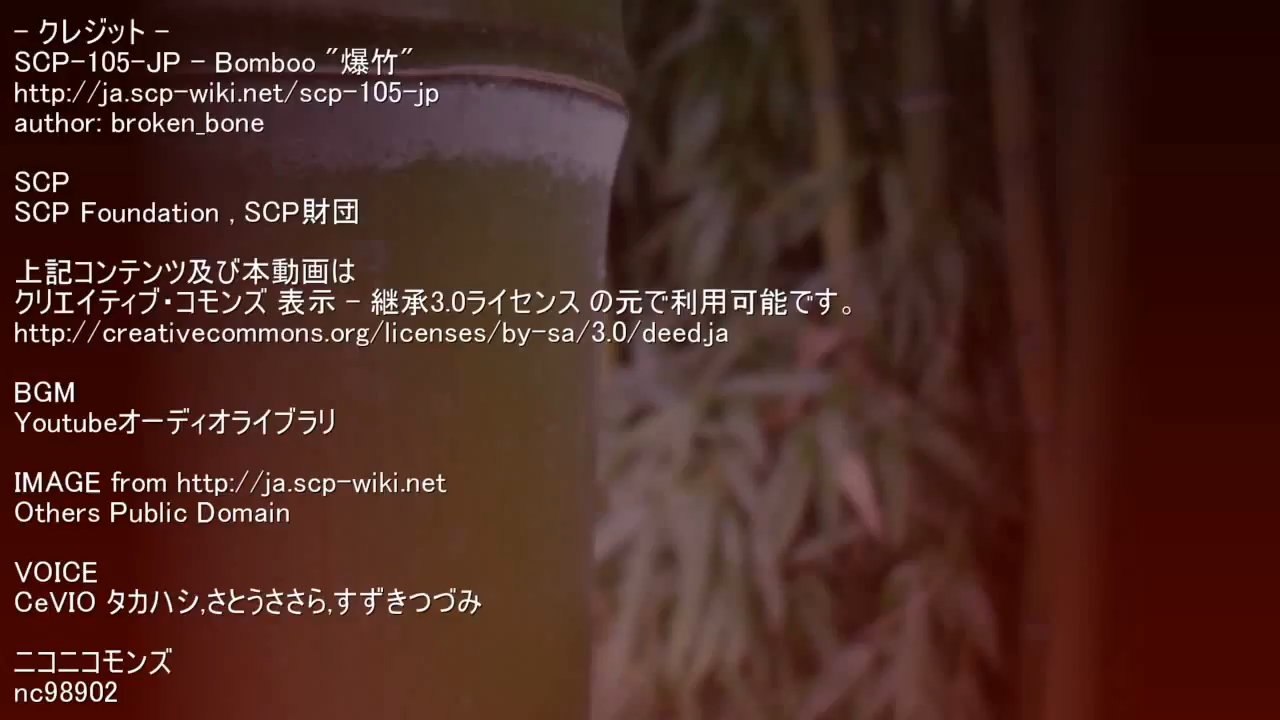 - クレジット -
SCP-105-JP - Bomboo "爆竹"
http://ja.scp-wiki.net/scp-105-jp
author: broken_bone
SCP
SCP Foundation , SCP財団
上記コンテンツ及び本動画は
クリエイティブ・コモンズ 表示 - 継承3.0ライセンス の元で利用可能です。
http://creativecommons.org/licenses/by-sa/3.0/deed.ja
BGM
Youtubeオーディオライブラリ
IMAGE from http://ja.scp-wiki.net
Others Public Domain
VOICE
CeVIO タカハシ,さとうささら,すずきつづみ
ニコニコモンズ
nc98902